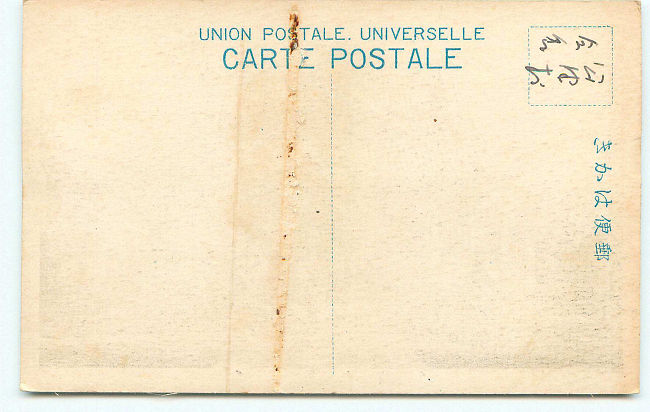 UNION POSTALE. UNIVERSELLE
CARTE POSTALE
郵便はかき